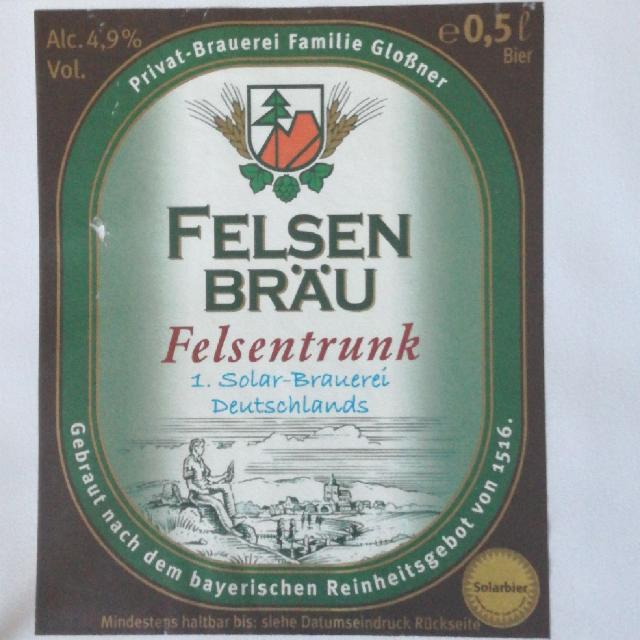 Alc. 4,9%
Vol.
Privat-Brauerei Familie Gloßner
e 0,5 l
Bier
FELSEN
BRÄU
Felsentrunk
1. Solar-Brauerei
Deutschlands
Gebraut nach dem bayerischen Reinheitsgebot von 1516.
Solarbier
Mindestens haltbar bis: siehe Datumseindruck Rückseite